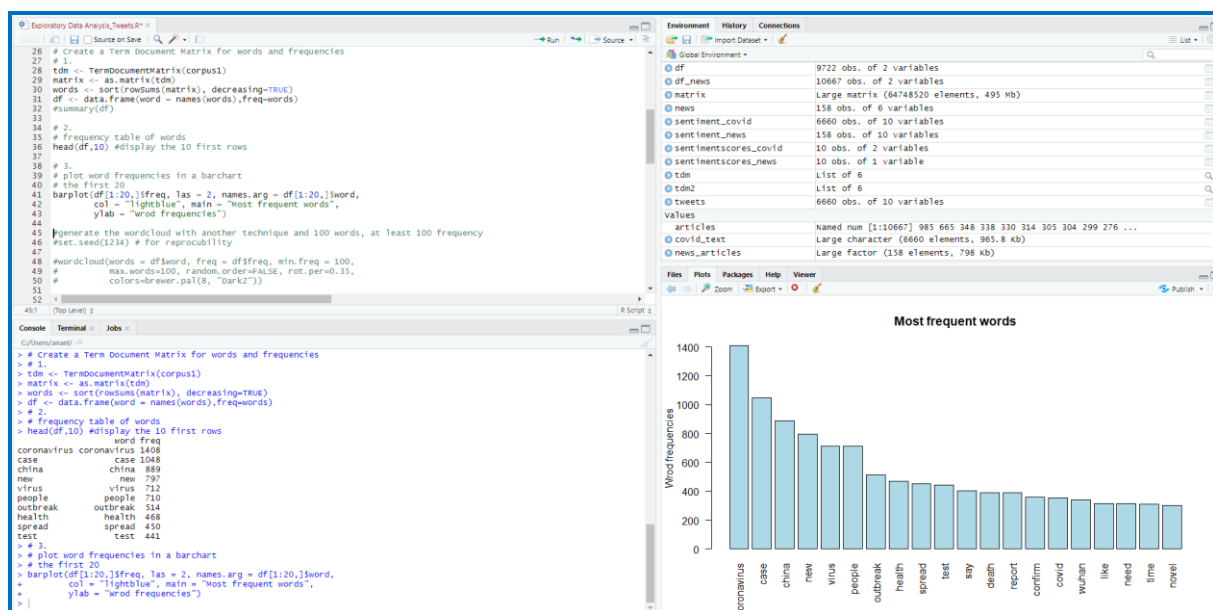 Exploratory Data Analysis_Tweets.R*
Source on Save
Run
Source
26 # Create a Term Document Matrix for words and frequencies
27 # 1.
28 tdm <- TermDocumentMatrix(corpus1)
29 matrix <- as.matrix(tdm)
30 words <- sort(rowSums(matrix), decreasing=TRUE)
31 df <- data.frame(word = names(words),freq=words)
32 #summary(df)
33
34 # 2.
35 # frequency table of words
36 head(df,10) #display the 10 first rows
37
38 # 3.
39 # plot word frequencies in a barchart
40 # the first 20
41 barplot(df[1:20,]$freq, las = 2, names.arg = df[1:20,]$word,
42 col = "lightblue", main = "Most frequent words",
43 ylab = "Wrod frequencies")
44
45 #generate the wordcloud with another technique and 100 words, at least 100 frequency
46 #set.seed(1234) # for reprocubility
47
48 #wordcloud(words = df$word, freq = df$freq, min.freq = 100,
49 # max.words=100, random.order=FALSE, rot.per=0.35,
50 # colors=brewer.pal(8, "Dark2"))
51
52
45:1 (Top Level) R Script
Console Terminal Jobs
C:/Users/anael/
> # Create a Term Document Matrix for words and frequencies
> # 1.
> tdm <- TermDocumentMatrix(corpus1)
> matrix <- as.matrix(tdm)
> words <- sort(rowSums(matrix), decreasing=TRUE)
> df <- data.frame(word = names(words),freq=words)
> # 2.
> # frequency table of words
> head(df,10) #display the 10 first rows
word freq
coronavirus coronavirus 1408
case case 1048
china china 889
new new 797
virus virus 712
people people 710
outbreak outbreak 514
health health 468
spread spread 450
test test 441
> # 3.
> # plot word frequencies in a barchart
> # the first 20
> barplot(df[1:20,]$freq, las = 2, names.arg = df[1:20,]$word,
+ col = "lightblue", main = "Most frequent words",
+ ylab = "Wrod frequencies")
>
Environment History Connections
Import Dataset
List
Global Environment
df 9722 obs. of 2 variables
df_news 10667 obs. of 2 variables
matrix Large matrix (64748520 elements, 495 Mb)
news 158 obs. of 6 variables
sentiment_covid 6660 obs. of 10 variables
sentiment_news 158 obs. of 10 variables
sentimentscores_covid 10 obs. of 2 variables
sentimentscores_news 10 obs. of 1 variable
tdm List of 6
tdm2 List of 6
tweets 6660 obs. of 10 variables
values
articles Named num [1:10667] 985 665 348 338 330 314 305 304 299 276 ...
covid_text Large character (6660 elements, 965.8 Kb)
news_articles Large factor (158 elements, 798 Kb)
Files Plots Packages Help Viewer
Zoom Export Publish
Most frequent words
Wrod frequencies
1400
1200
1000
800
600
400
200
0
oronavirus
case
china
new
virus
people
outbreak
health
spread
test
say
death
report
confirm
covid
wuhan
like
need
time
novel